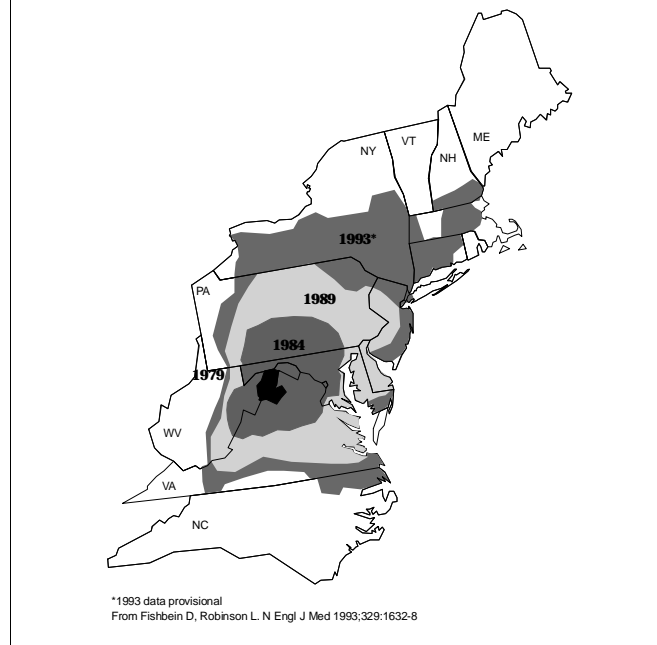 ME
VT
NY
NH
1993*
PA
1989
1984
1979
WV
VA
NC
*1993 data provisional
From Fishbein D, Robinson L. N Engl J Med 1993;329:1632-8